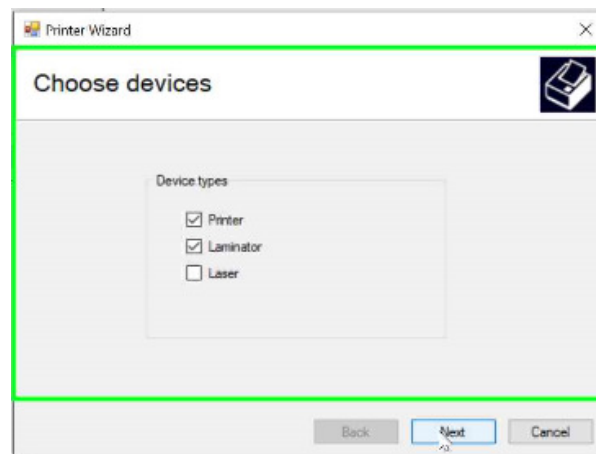 Printer Wizard
Choose devices
Device types
Printer
Laminator
Laser
Back Next Cancel